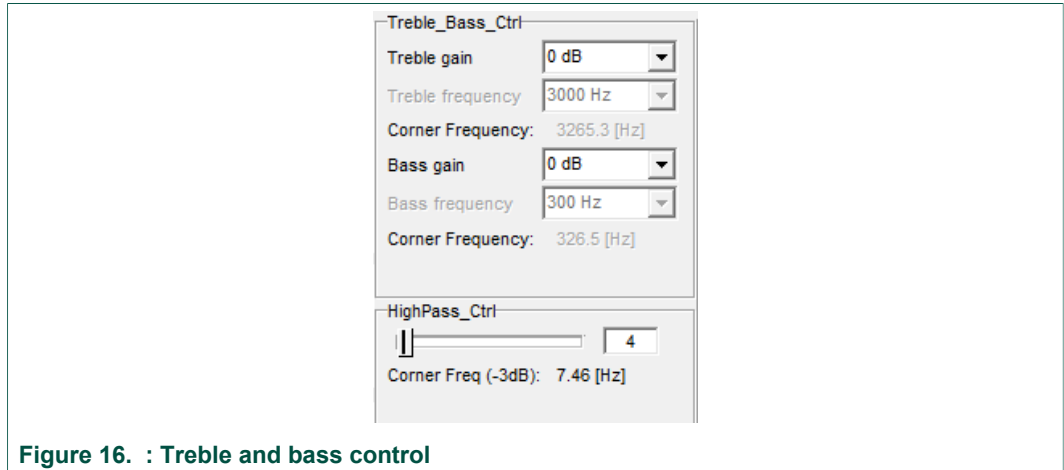 Treble_Bass_Ctrl
Treble gain 0 dB
Treble frequency 3000 Hz
Corner Frequency: 3265.3 [Hz]
Bass gain 0 dB
Bass frequency 300 Hz
Corner Frequency: 326.5 [Hz]
HighPass_Ctrl
4
Corner Freq (-3dB): 7.46 [Hz]
Figure 16. : Treble and bass control